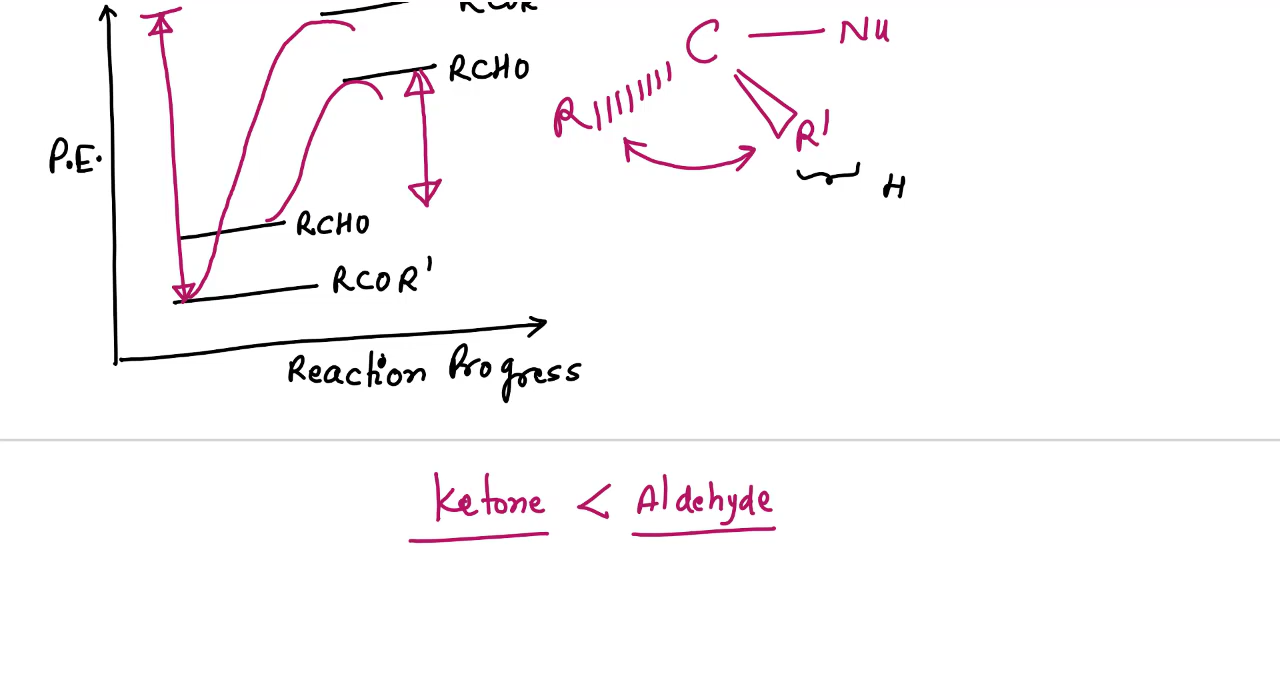 C — Nu
RCHO
R
R'
P.E.
H
RCHO
RCOR'
Reaction Progress
Ketone < Aldehyde